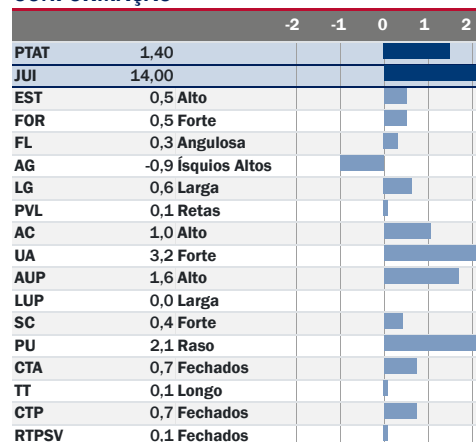 -2 -1 0 1 2
PTAT 1,40
JUI 14,00
EST 0,5 Alto
FOR 0,5 Forte
FL 0,3 Angulosa
AG -0,9 Ísquios Altos
LG 0,6 Larga
PVL 0,1 Retas
AC 1,0 Alto
UA 3,2 Forte
AUP 1,6 Alto
LUP 0,0 Larga
SC 0,4 Forte
PU 2,1 Raso
CTA 0,7 Fechados
TT 0,1 Longo
CTP 0,7 Fechados
RTPSV 0,1 Fechados